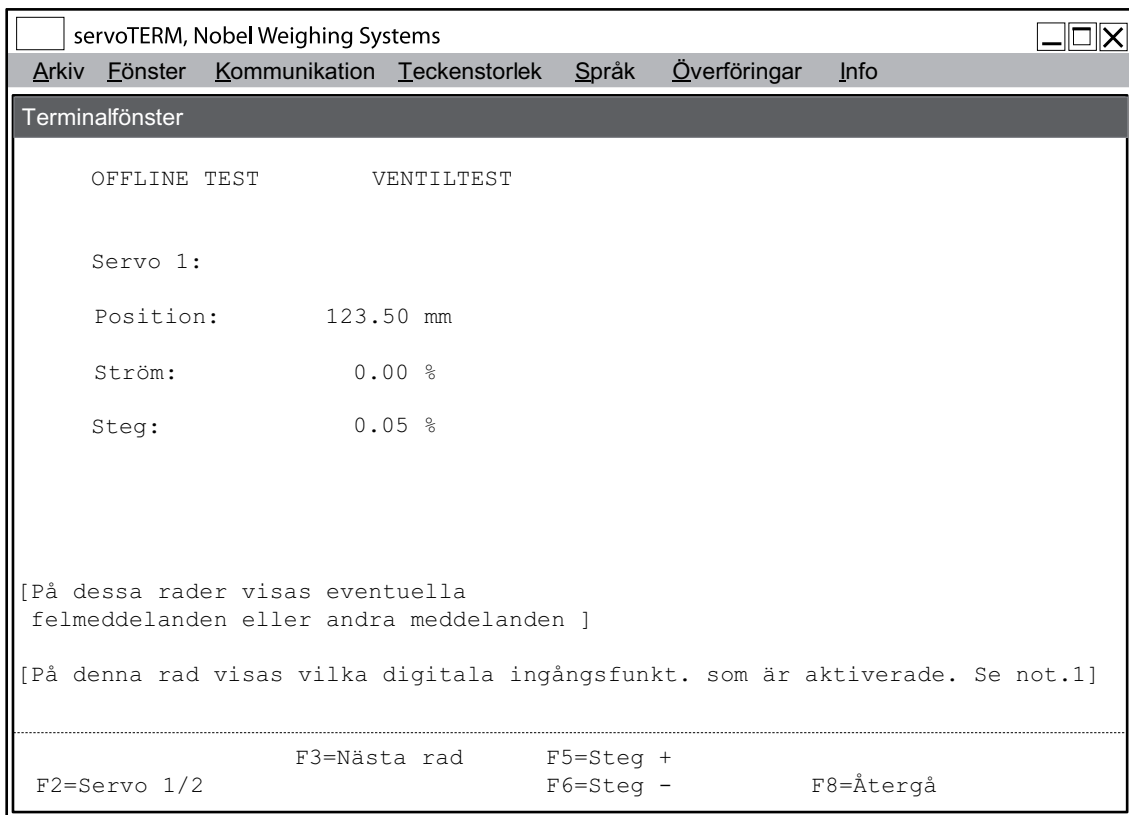 servoTERM, Nobel Weighing Systems
Arkiv Fönster Kommunikation Teckenstorlek Språk Överföringar Info
Terminalfönster
OFFLINE TEST VENTILTEST
Servo 1:
Position: 123.50 mm
Ström: 0.00 %
Steg: 0.05 %
[På dessa rader visas eventuella
felmeddelanden eller andra meddelanden ]
[På denna rad visas vilka digitala ingångsfunkt. som är aktiverade. Se not.1]
F3=Nästa rad F5=Steg +
F2=Servo 1/2 F6=Steg - F8=Återgå